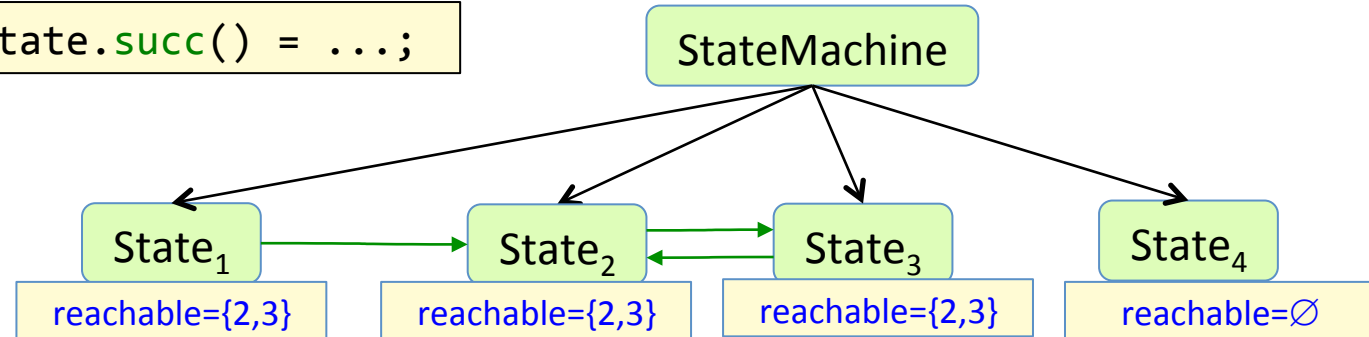 tate.succ() = ...;
StateMachine
State₁
State₂
State₃
State₄
reachable={2,3}
reachable={2,3}
reachable={2,3}
reachable=∅